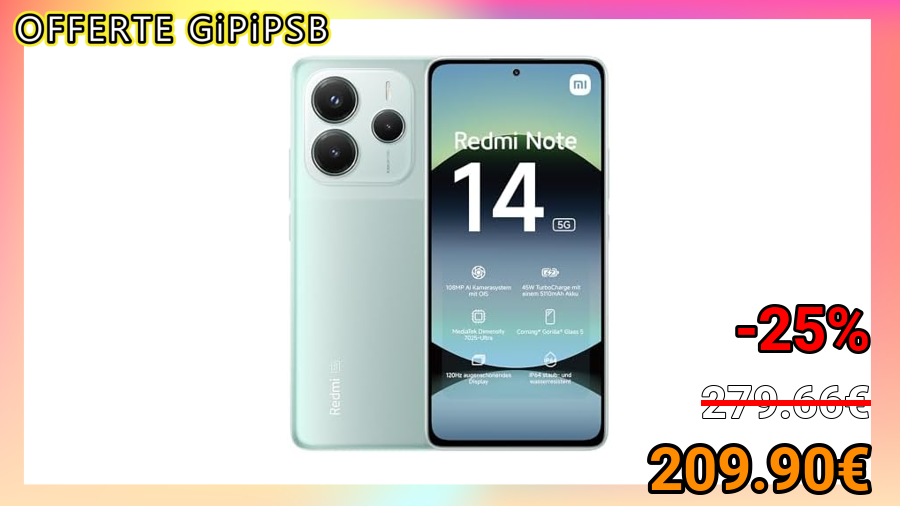 OFFERTE GiPiPSB
mi
Redmi Note
14 5G
108MP AI Kamerasystem mit OIS
45W TurboCharge mit einem 5110mAh Akku
MediaTek Dimensity 7025-Ultra
Corning® Gorilla® Glass 5
120Hz augenschonendes Display
IP64 staub- und wasserresistent
Redmi 5G
-25%
279.66€
209.90€